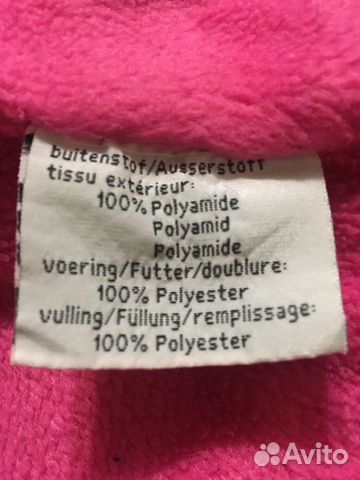 buitenstof/Ausserstoff
tissu extérieur:
100% Polyamide
Polyamid
Polyamide
voering/Futter/doublure:
100% Polyester
vulling/Füllung/remplissage:
100% Polyester
Avito